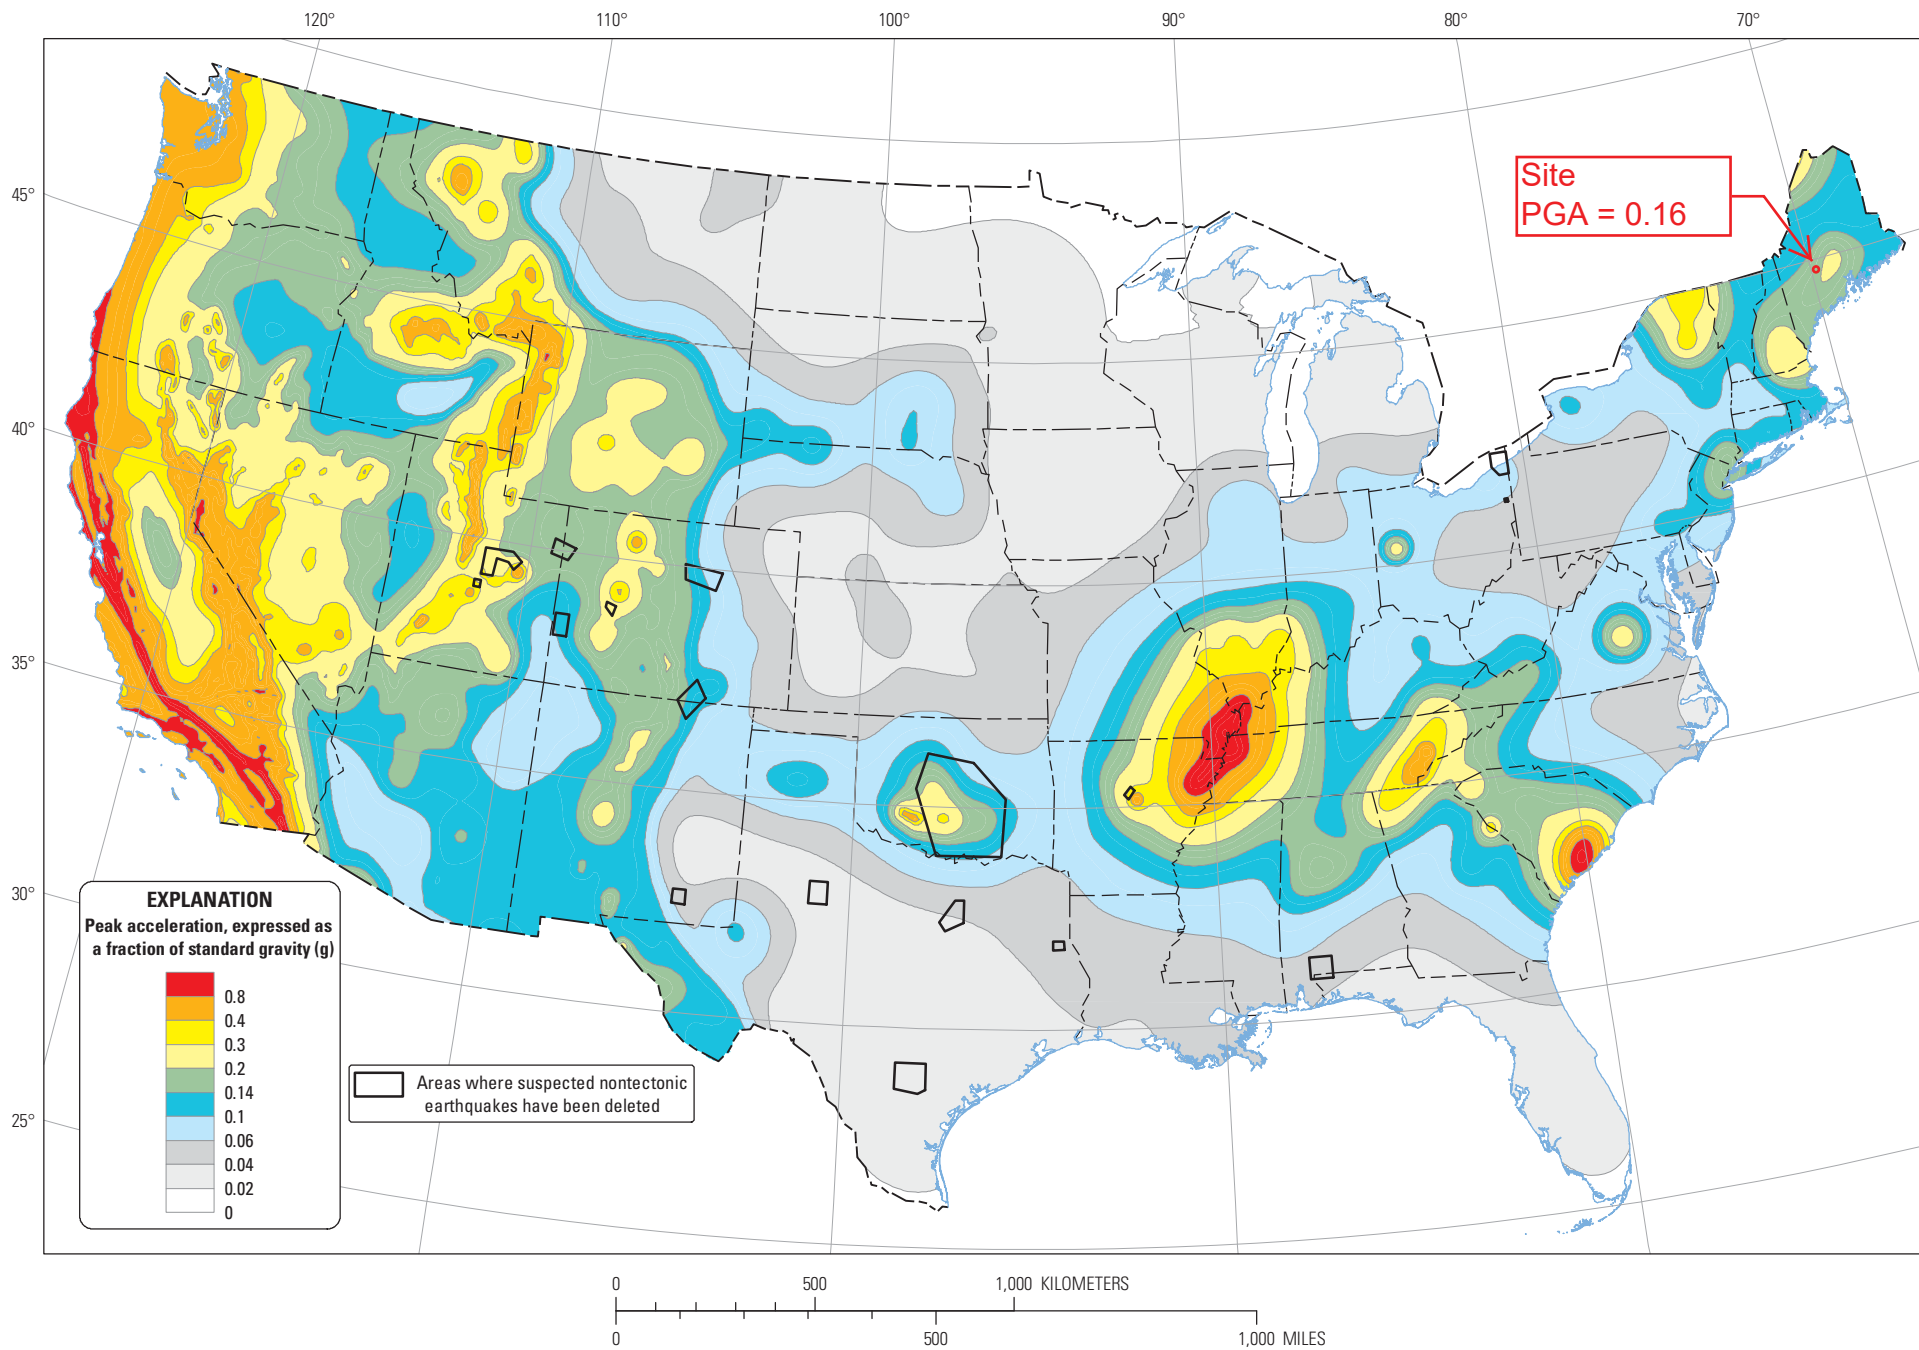 120°
110°
100°
90°
80°
70°
45°
40°
35°
30°
25°
Site
PGA = 0.16
EXPLANATION
Peak acceleration, expressed as
a fraction of standard gravity (g)
0.8
0.4
0.3
0.2
0.14
0.1
0.06
0.04
0.02
0
Areas where suspected nontectonic
earthquakes have been deleted
0 500 1,000 KILOMETERS
0 500 1,000 MILES